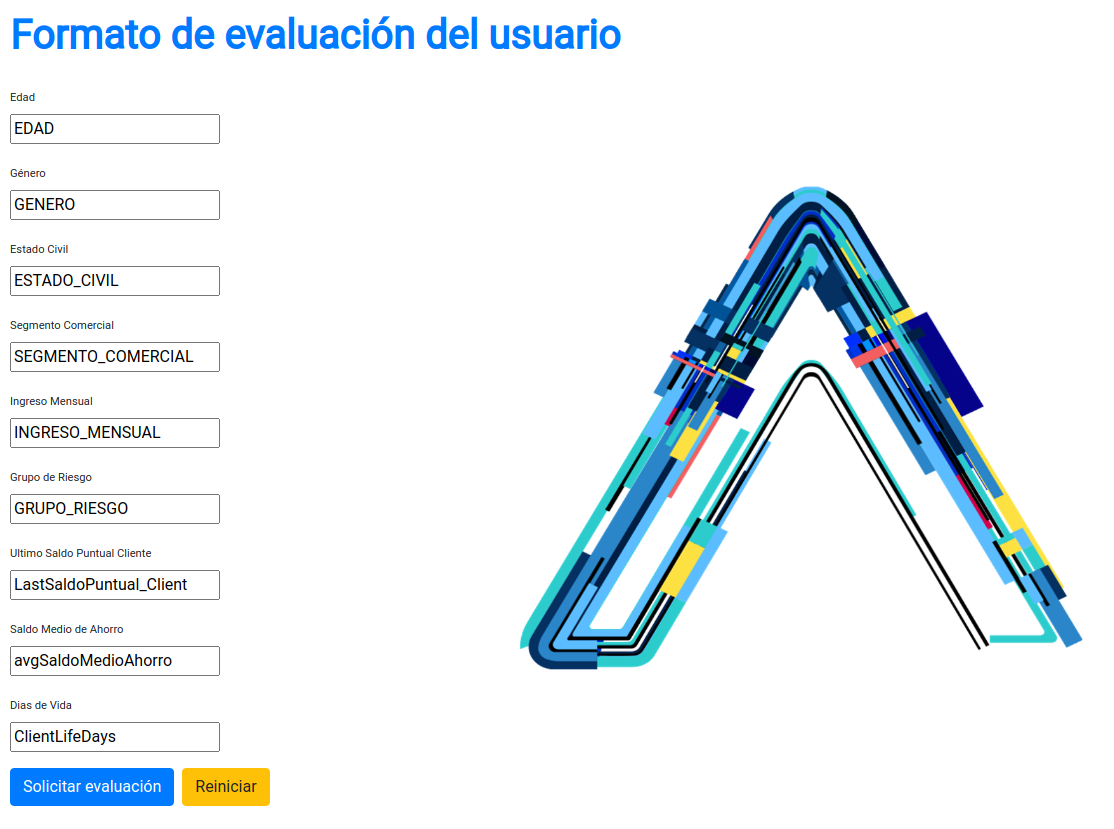 Formato de evaluación del usuario
Edad
EDAD
Género
GENERO
Estado Civil
ESTADO_CIVIL
Segmento Comercial
SEGMENTO_COMERCIAL
Ingreso Mensual
INGRESO_MENSUAL
Grupo de Riesgo
GRUPO_RIESGO
Ultimo Saldo Puntual Cliente
LastSaldoPuntual_Client
Saldo Medio de Ahorro
avgSaldoMedioAhorro
Dias de Vida
ClientLifeDays
Solicitar evaluación Reiniciar